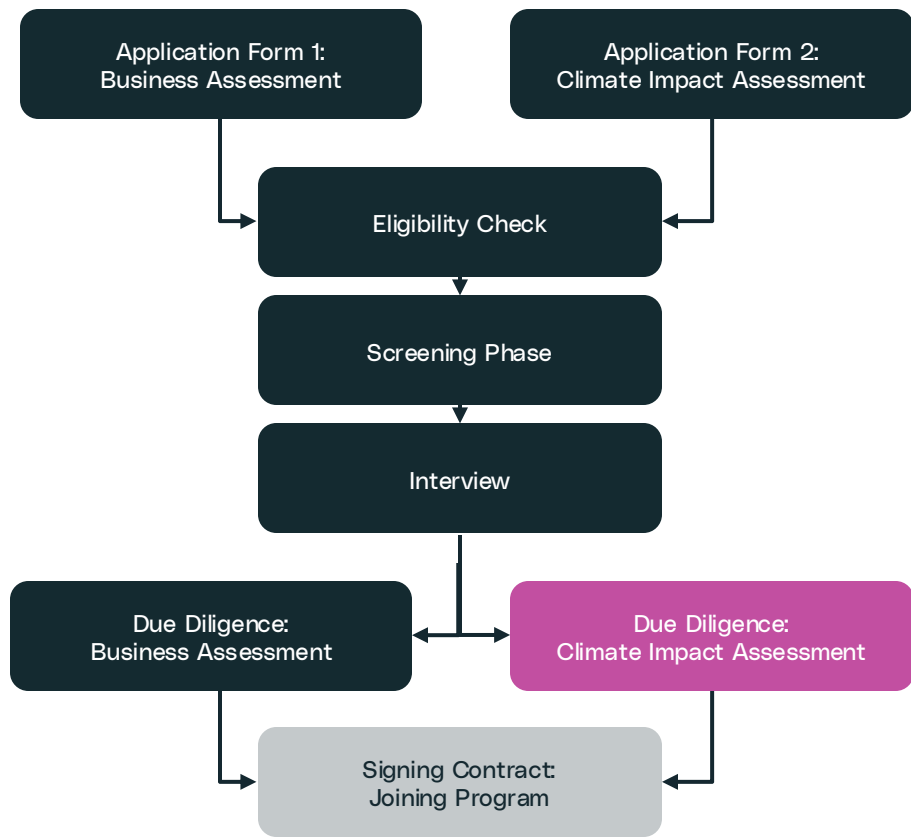 Application Form 1:
Business Assessment
Application Form 2:
Climate Impact Assessment
Eligibility Check
Screening Phase
Interview
Due Diligence:
Business Assessment
Due Diligence:
Climate Impact Assessment
Signing Contract:
Joining Program